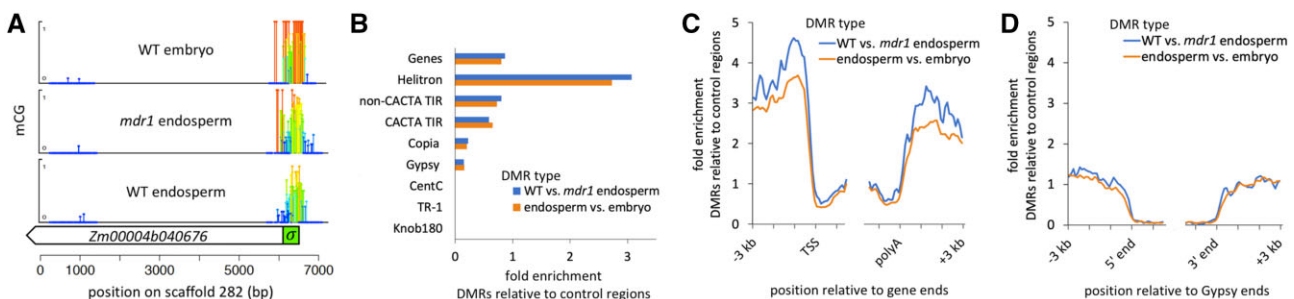 A
mCG
1
WT embryo
0
1
mdr1 endosperm
0
1
WT endosperm
0
Zm00004b040676
σ
0 1000 3000 5000 7000
position on scaffold 282 (bp)
B
Genes
Helitron
non-CACTA TIR
CACTA TIR
Copia
Gypsy
CentC
TR-1
Knob180
DMR type
WT vs. mdr1 endosperm
endosperm vs. embryo
0 1 2 3
fold enrichment
DMRs relative to control regions
C
fold enrichment
DMRs relative to control regions
5
4
3
2
1
0
DMR type
WT vs. mdr1 endosperm
endosperm vs. embryo
-3 kb TSS polyA +3 kb
position relative to gene ends
D
fold enrichment
DMRs relative to control regions
5
4
3
2
1
0
DMR type
WT vs. mdr1 endosperm
endosperm vs. embryo
-3 kb 5' end 3' end +3 kb
position relative to Gypsy ends